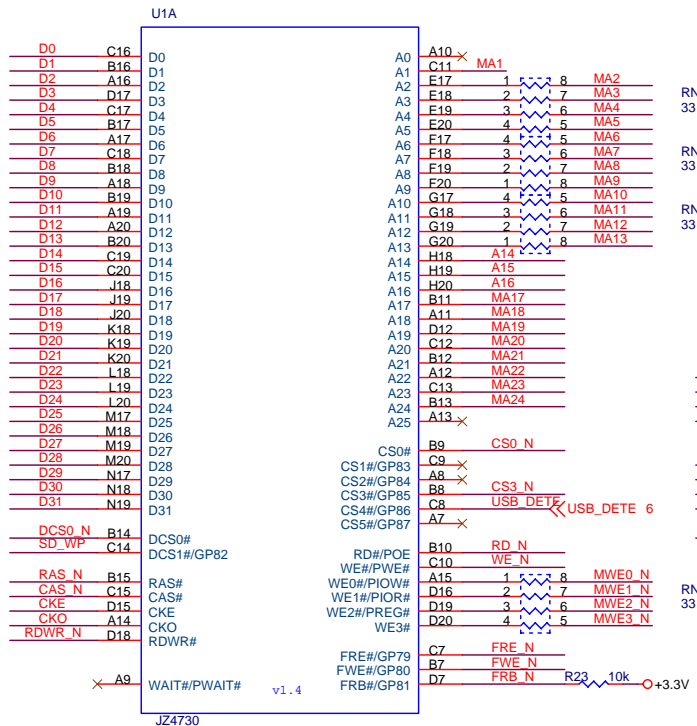 U1A
D0 C16 D0 A0 A10
D1 B16 D1 A1 C11 MA1
D2 A16 D2 A2 E17 1 8 MA2
D3 D17 D3 A3 E18 2 7 MA3 RN
D4 C17 D4 A4 E19 3 6 MA4 33
D5 B17 D5 A5 E20 4 5 MA5
D6 A17 D6 A6 F17 4 5 MA6
D7 C18 D7 A7 F18 3 6 MA7 RN
D8 B18 D8 A8 F19 2 7 MA8 33
D9 A18 D9 A9 F20 1 8 MA9
D10 B19 D10 A10 G17 4 5 MA10
D11 A19 D11 A11 G18 3 6 MA11 RN
D12 A20 D12 A12 G19 2 7 MA12 33
D13 B20 D13 A13 G20 1 8 MA13
D14 C19 D14 A14 H18 A14
D15 C20 D15 A15 H19 A15
D16 J18 D16 A16 H20 A16
D17 J19 D17 A17 B11 MA17
D18 J20 D18 A18 A11 MA18
D19 K18 D19 A19 D12 MA19
D20 K19 D20 A20 C12 MA20
D21 K20 D21 A21 B12 MA21
D22 L18 D22 A22 A12 MA22
D23 L19 D23 A23 C13 MA23
D24 L20 D24 A24 B13 MA24
D25 M17 D25 A25 A13
D26 M18 D26
D27 M19 D27 CS0# B9 CS0_N
D28 M20 D28 CS1#/GP83 C9
D29 N17 D29 CS2#/GP84 A8
D30 N18 D30 CS3#/GP85 B8 CS3_N
D31 N19 D31 CS4#/GP86 C8 USB_DETE USB_DETE 6
CS5#/GP87 A7
DCS0_N B14 DCS0#
SD_WP C14 DCS1#/GP82 RD#/POE B10 RD_N
WE#/PWE# C10 WE_N
RAS_N B15 RAS# WE0#/PIOW# A15 1 8 MWE0_N
CAS_N C15 CAS# WE1#/PIOR# D16 2 7 MWE1_N RN
CKE D15 CKE WE2#/PREG# D19 3 6 MWE2_N 33
CKO A14 CKO WE3# D20 4 5 MWE3_N
RDWR_N D18 RDWR#
FRE#/GP79 C7 FRE_N
FWE#/GP80 B7 FWE_N
A9 WAIT#/PWAIT# v1.4 FRB#/GP81 D7 FRB_N R23 10k +3.3V
JZ4730